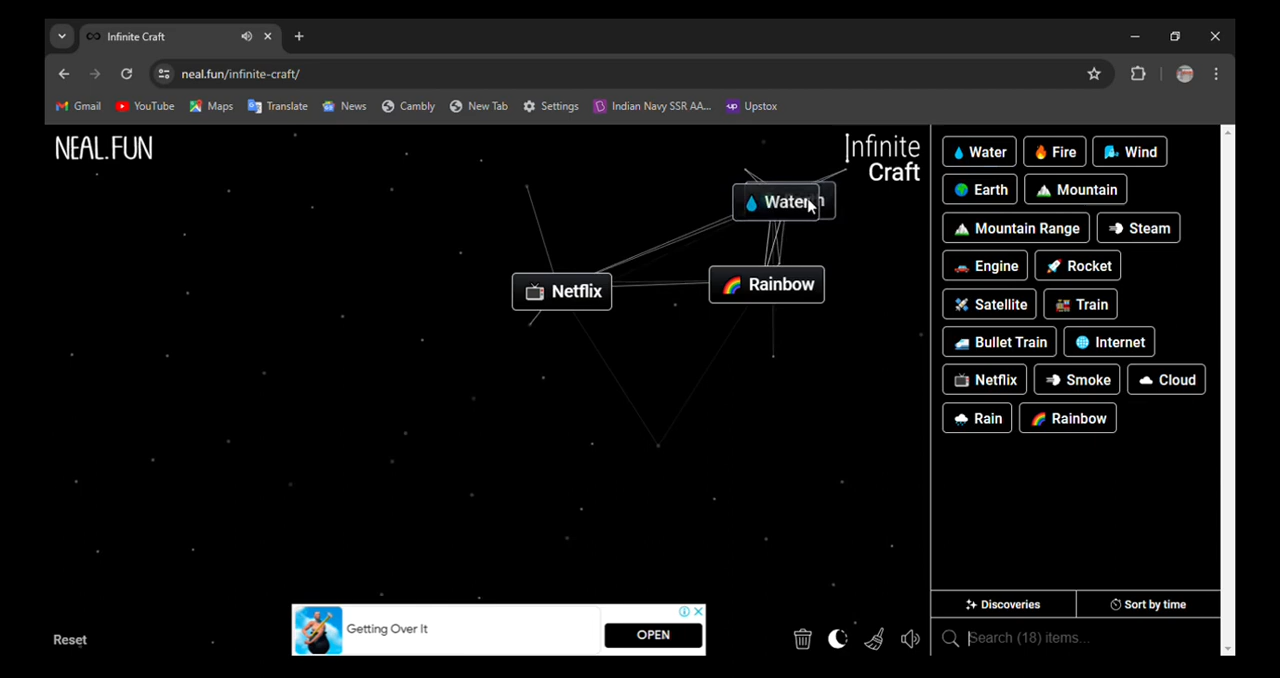 Infinite Craft
neal.fun/infinite-craft/
Gmail YouTube Maps Translate News Cambly New Tab Settings Indian Navy SSR AA... Upstox
NEAL.FUN
Infinite
Craft
Water
Netflix
Rainbow
Water Fire Wind
Earth Mountain
Mountain Range Steam
Engine Rocket
Satellite Train
Bullet Train Internet
Netflix Smoke Cloud
Rain Rainbow
Discoveries Sort by time
Search (18) items...
Getting Over It
OPEN
Reset